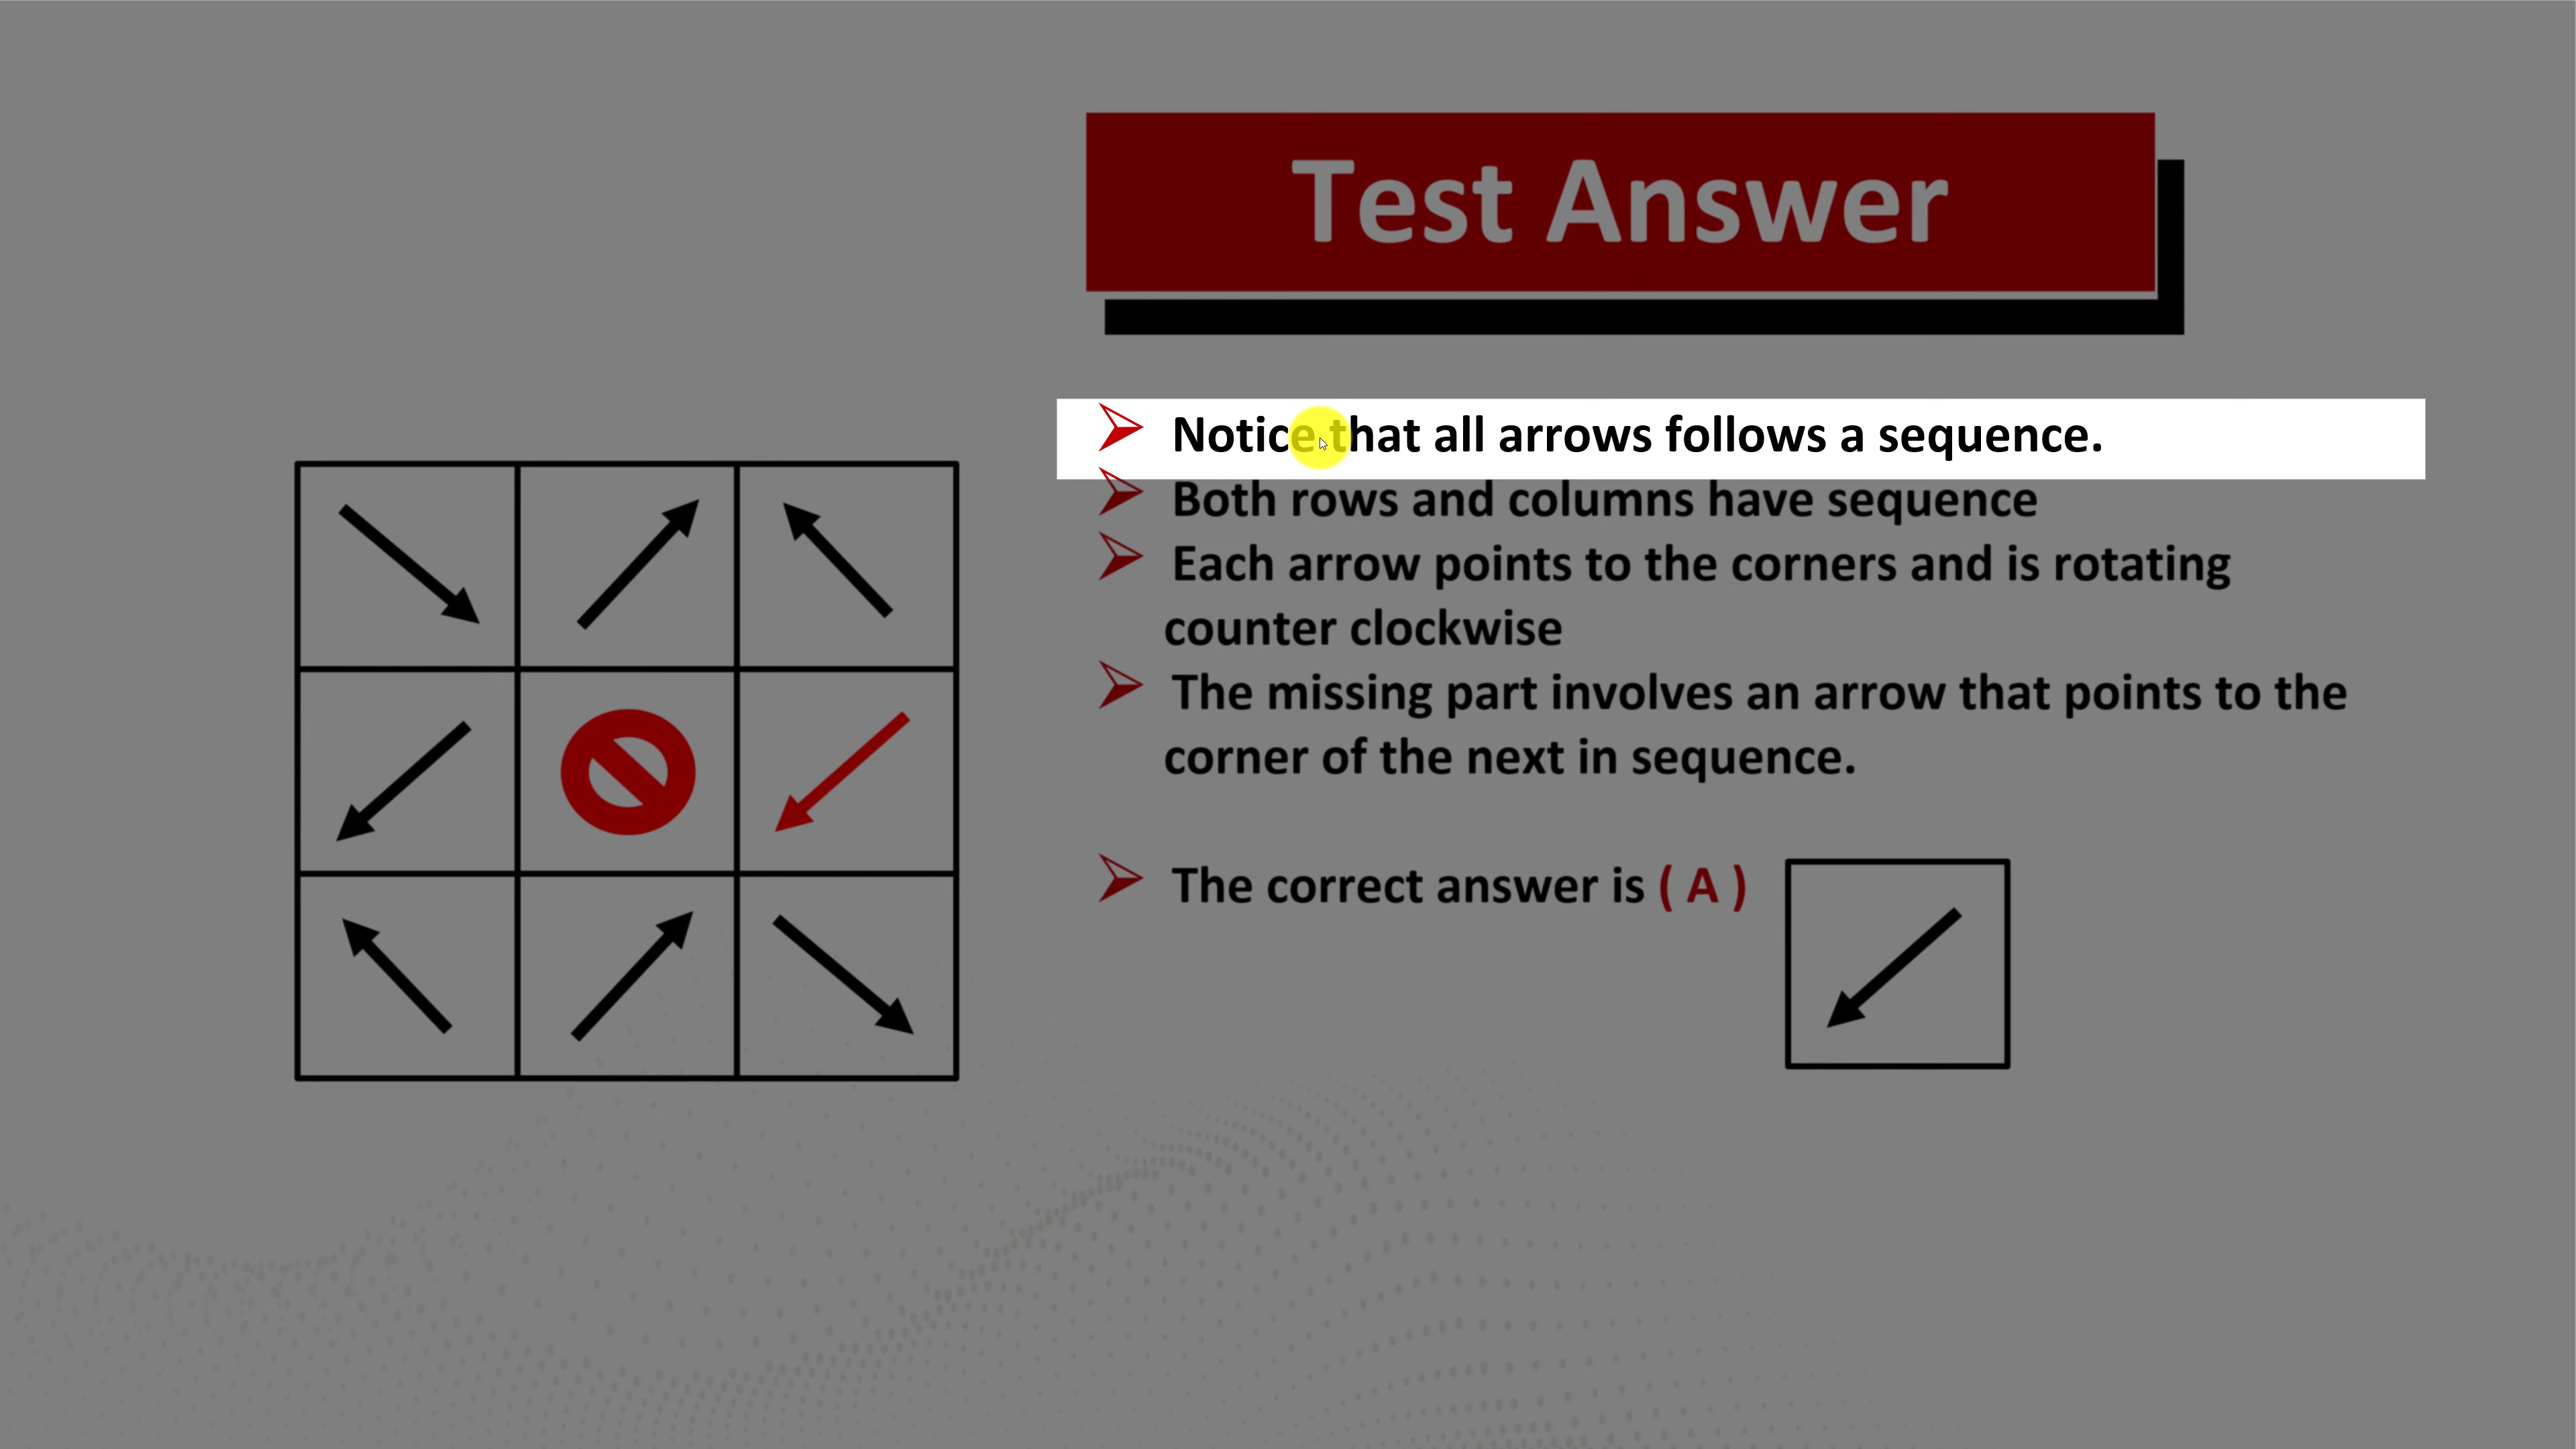 Test Answer
Notice that all arrows follows a sequence.
Both rows and columns have sequence
Each arrow points to the corners and is rotating
counter clockwise
The missing part involves an arrow that points to the
corner of the next in sequence.
The correct answer is ( A )